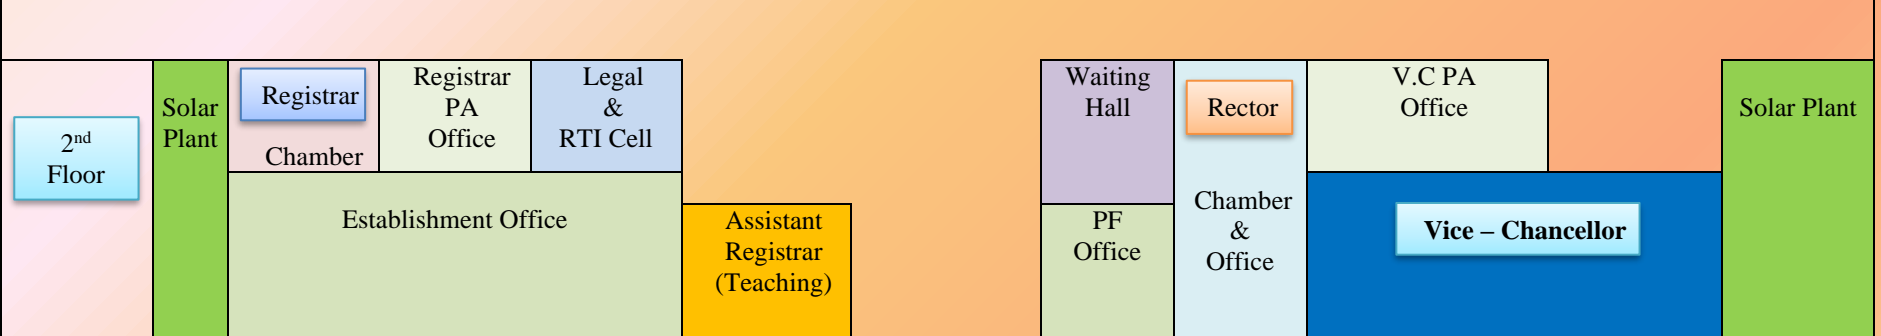 2nd
Floor
Solar
Plant
Registrar
Chamber
Registrar
PA
Office
Legal
&
RTI Cell
Establishment Office
Assistant
Registrar
(Teaching)
Waiting
Hall
PF
Office
Rector
Chamber
&
Office
V.C PA
Office
Vice – Chancellor
Solar Plant